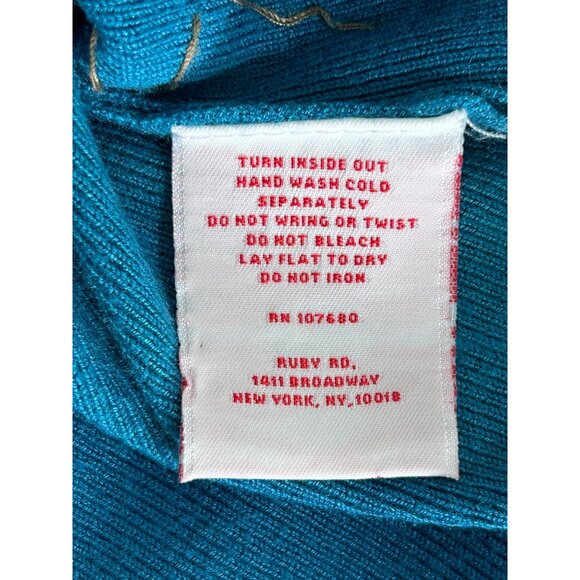 TURN INSIDE OUT
HAND WASH COLD
SEPARATELY
DO NOT WRING OR TWIST
DO NOT BLEACH
LAY FLAT TO DRY
DO NOT IRON
RN 107680
RUBY RD.
1411 BROADWAY
NEW YORK, NY, 10018